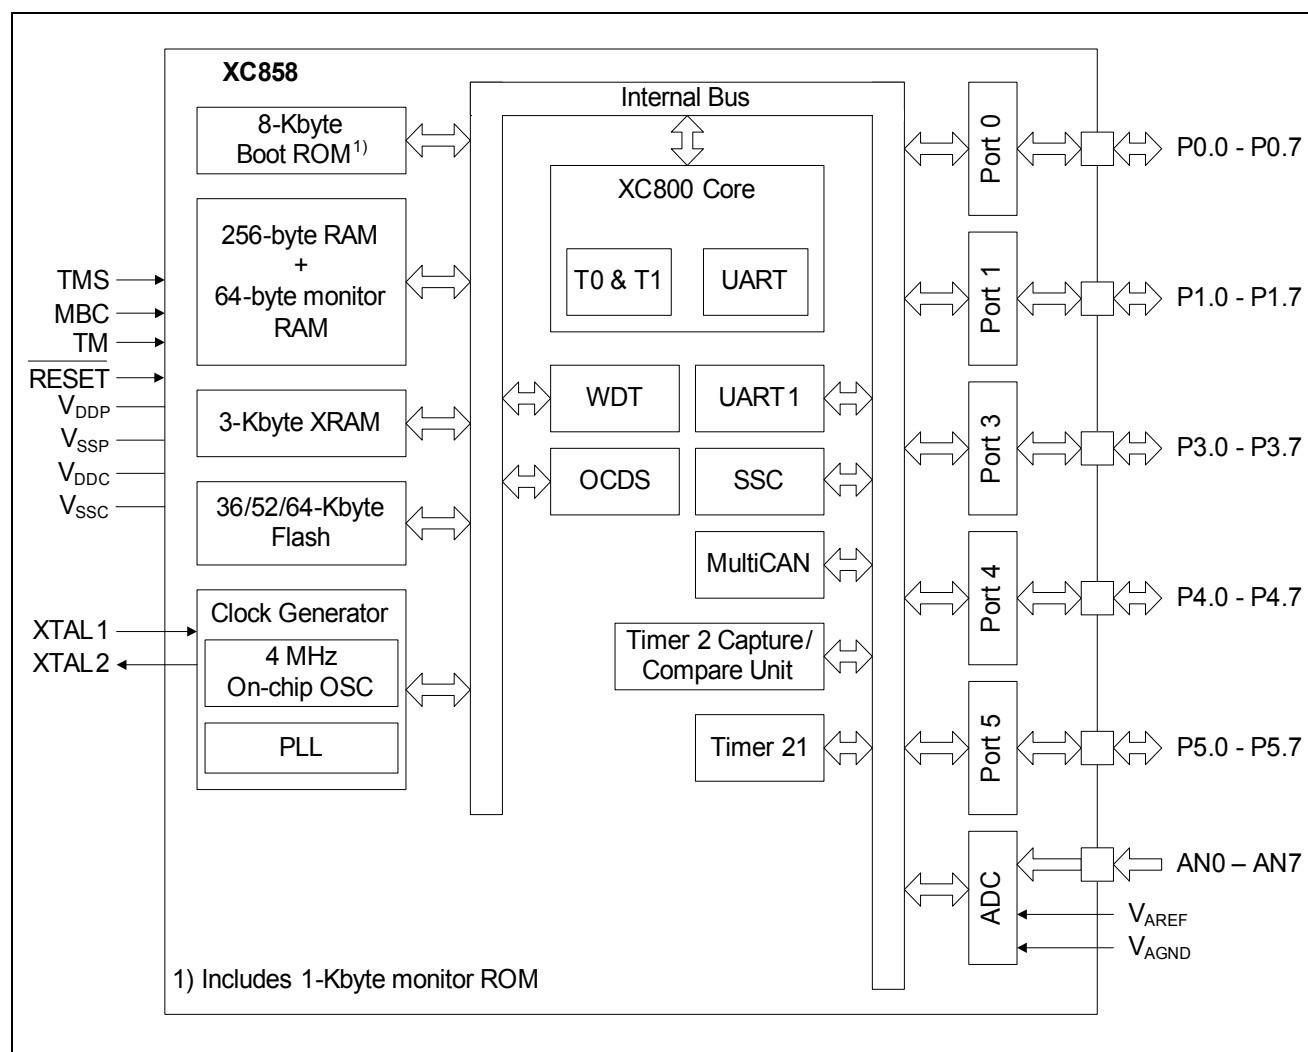 XC858
Internal Bus
8-Kbyte
Boot ROM1)
256-byte RAM
+
64-byte monitor
RAM
3-Kbyte XRAM
36/52/64-Kbyte
Flash
Clock Generator
4 MHz
On-chip OSC
PLL
TMS
MBC
TM
RESET
VDDP
VSSP
VDDC
VSSC
XTAL1
XTAL2
XC800 Core
T0 & T1
UART
WDT
UART1
OCDS
SSC
MultiCAN
Timer 2 Capture/
Compare Unit
Timer 21
Port 0
P0.0 - P0.7
Port 1
P1.0 - P1.7
Port 3
P3.0 - P3.7
Port 4
P4.0 - P4.7
Port 5
P5.0 - P5.7
ADC
AN0 – AN7
VAREF
VAGND
1) Includes 1-Kbyte monitor ROM